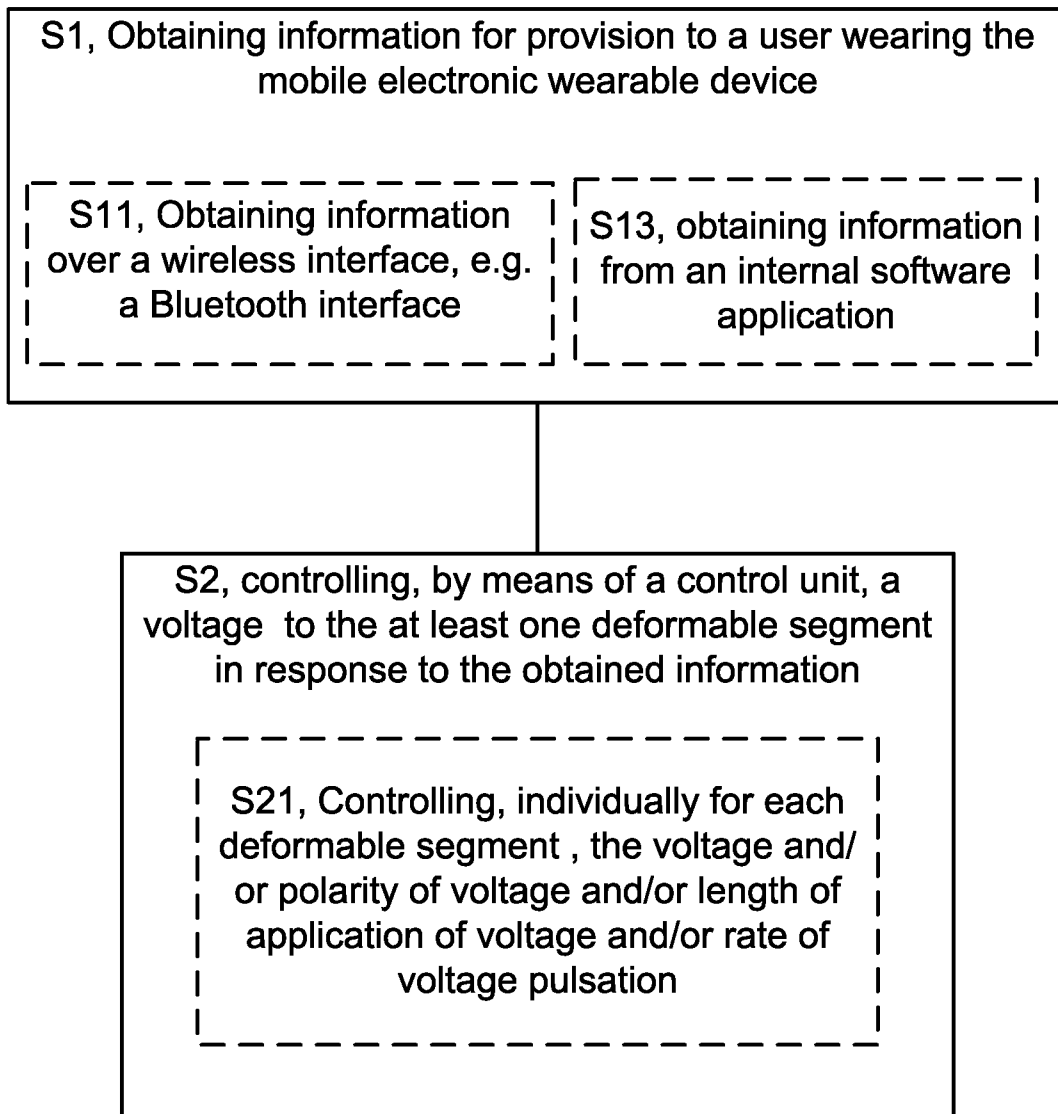 S1, Obtaining information for provision to a user wearing the
mobile electronic wearable device
S11, Obtaining information
over a wireless interface, e.g.
a Bluetooth interface
S13, obtaining information
from an internal software
application
S2, controlling, by means of a control unit, a
voltage  to the at least one deformable segment
in response to the obtained information
S21, Controlling, individually for each
deformable segment , the voltage and/
or polarity of voltage and/or length of
application of voltage and/or rate of
voltage pulsation